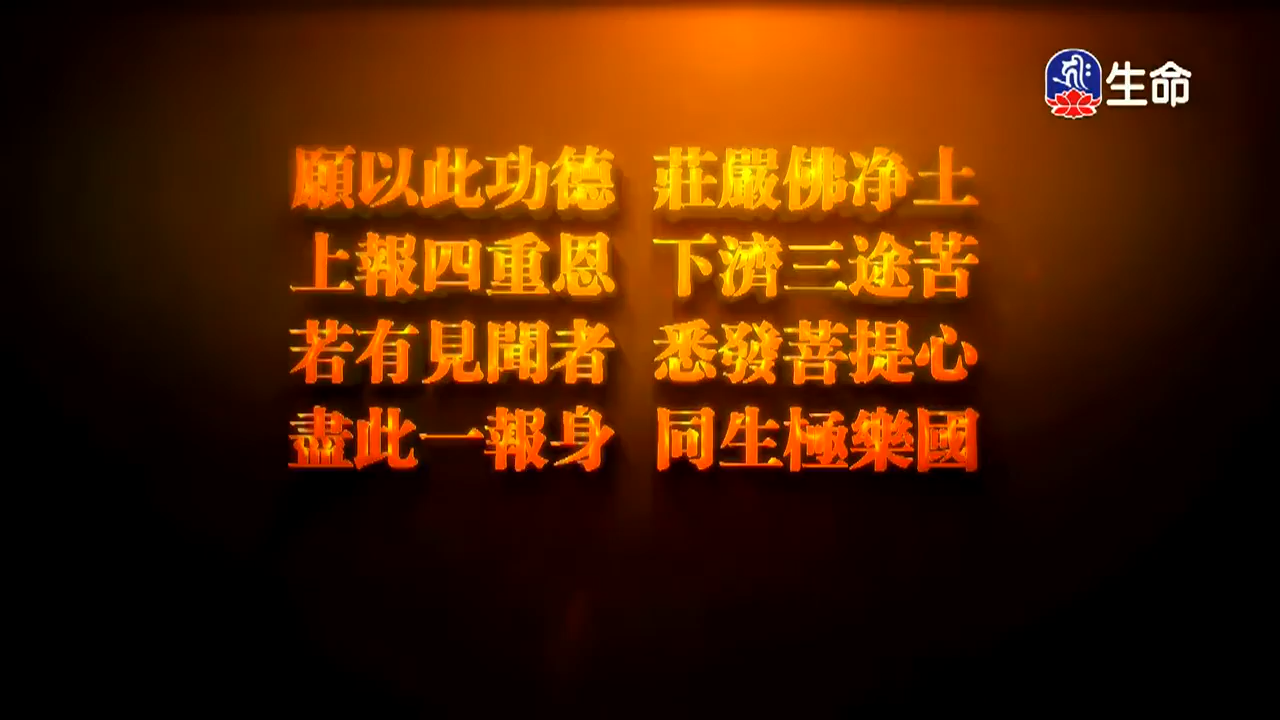 生命
願以此功德 莊嚴佛净土
上報四重恩 下濟三途苦
若有見聞者 悉發菩提心
盡此一報身 同生極樂國